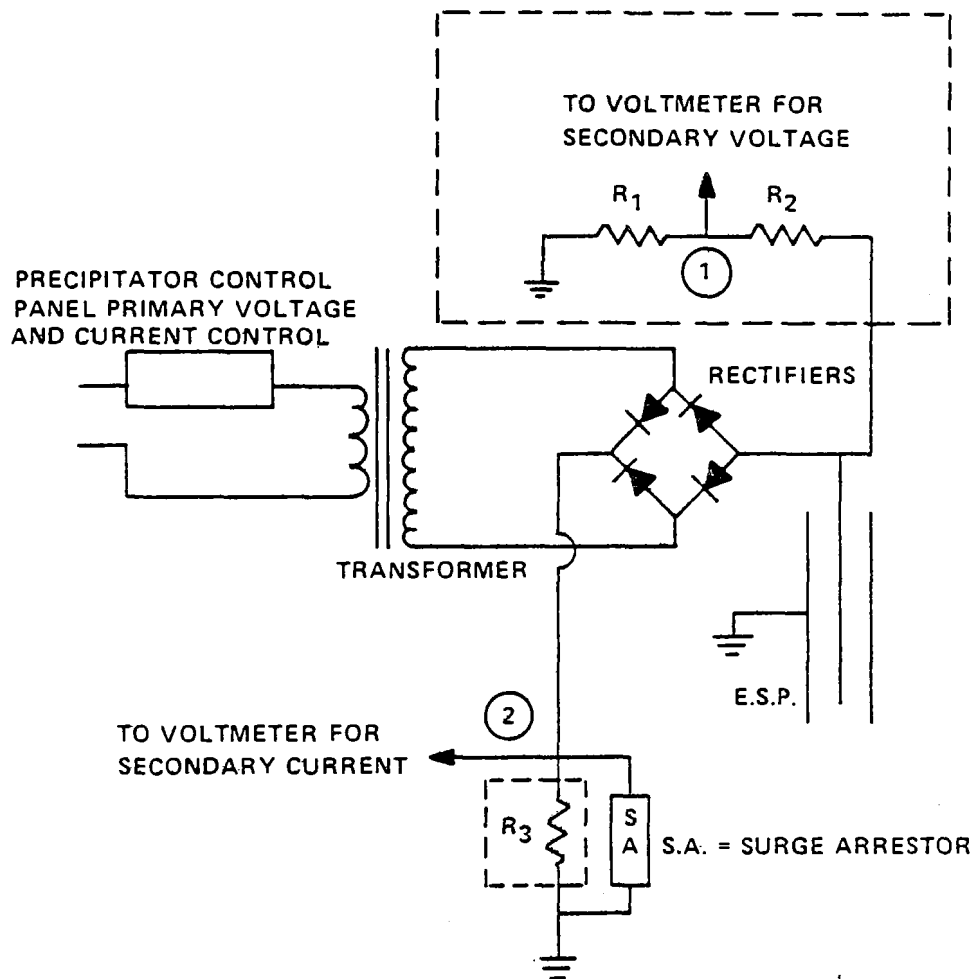 TO VOLTMETER FOR
SECONDARY VOLTAGE
R1
R2
1
PRECIPITATOR CONTROL
PANEL PRIMARY VOLTAGE
AND CURRENT CONTROL
RECTIFIERS
TRANSFORMER
E.S.P.
2
TO VOLTMETER FOR
SECONDARY CURRENT
R3
S
A
S.A. = SURGE ARRESTOR